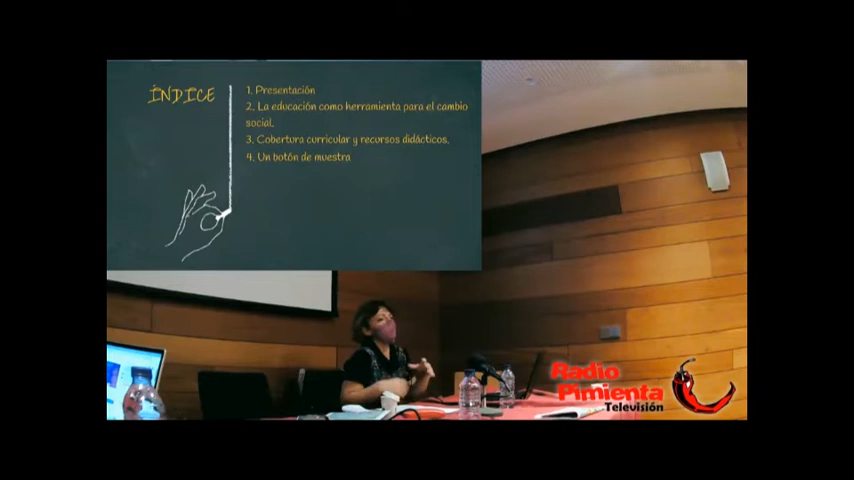 ÍNDICE
1. Presentación
2. La educación como herramienta para el cambio
social.
3. Cobertura curricular y recursos didácticos.
4. Un botón de muestra
Radio
Pimienta
Televisión